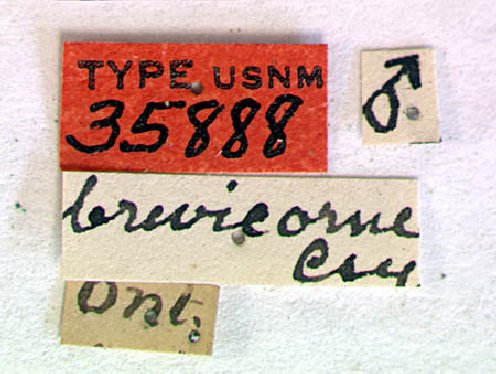 TYPE USNM
35888
♂
brevicorne
Csy
Ont.